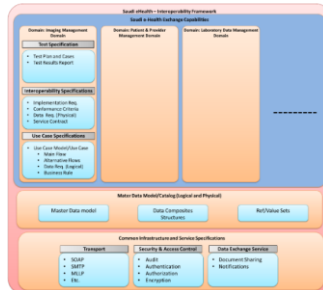 Saudi eHealth – Interoperability Framework
Saudi e-Health Exchange Capabilities
Domain: Imaging Management Domain
Test Specification
• Test Plan and Cases
• Test Results Report
Interoperability Specifications
• Implementation Req.
• Conformance Criteria
• Data Req. (Physical)
• Service Contract
Use Case Specifications
• Use Case Model/Use Case
• Main Flow
• Alternative Flows
• Data Req. (Logical)
• Business Rule
Domain: Patient & Provider Management Domain
Domain: Laboratory Data Management Domain
Mater Data Model/Catalog (Logical and Physical)
Master Data model
Data Composites Structures
Ref/Value Sets
Common Infrastructure and Service Specifications
Transport
• SOAP
• SMTP
• MLLP
• Etc.
Security & Access Control
• Audit
• Authentication
• Authorization
• Encryption
Data Exchange Service
• Document Sharing
• Notifications